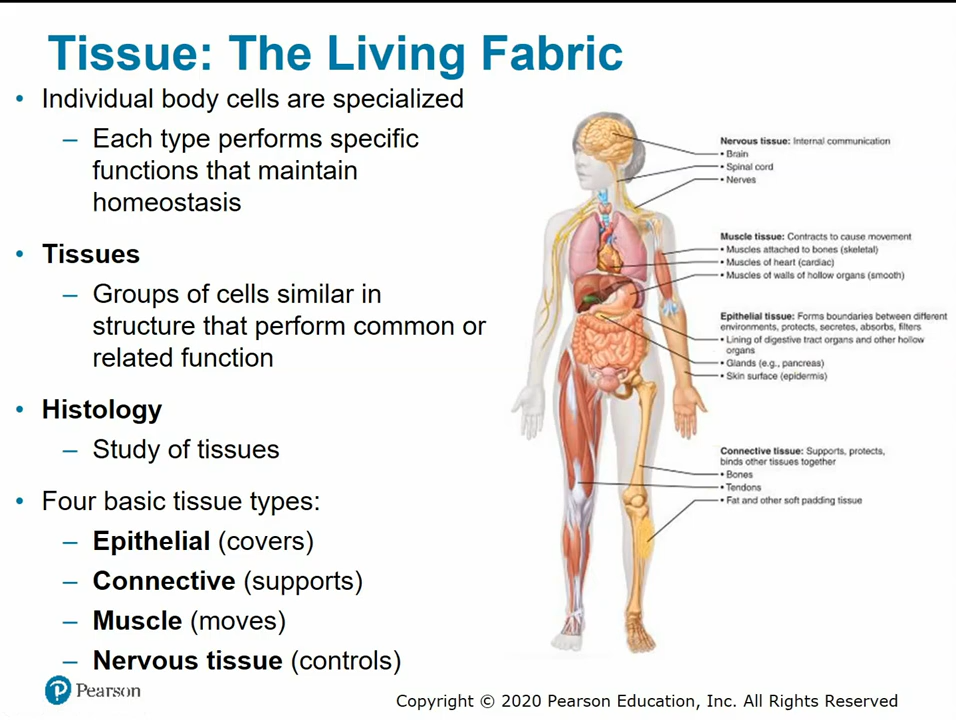 Tissue: The Living Fabric
• Individual body cells are specialized
– Each type performs specific
functions that maintain
homeostasis
• Tissues
– Groups of cells similar in
structure that perform common or
related function
• Histology
– Study of tissues
• Four basic tissue types:
– Epithelial (covers)
– Connective (supports)
– Muscle (moves)
– Nervous tissue (controls)
Nervous tissue: Internal communication
• Brain
• Spinal cord
• Nerves
Muscle tissue: Contracts to cause movement
• Muscles attached to bones (skeletal)
• Muscles of heart (cardiac)
• Muscles of walls of hollow organs (smooth)
Epithelial tissue: Forms boundaries between different
environments, protects, secretes, absorbs, filters
• Lining of digestive tract organs and other hollow
organs
• Glands (e.g., pancreas)
• Skin surface (epidermis)
Connective tissue: Supports, protects,
binds other tissues together
• Bones
• Tendons
• Fat and other soft padding tissue
P Pearson
Copyright © 2020 Pearson Education, Inc. All Rights Reserved